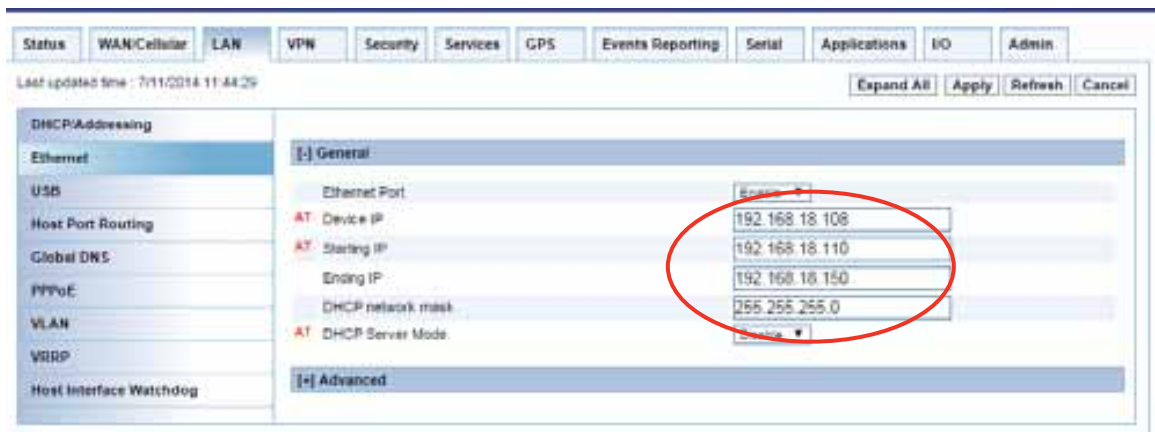 Status WAN/Cellular LAN VPN Security Services GPS Events Reporting Serial Applications I/O Admin
Last updated time : 7/11/2014 11:44:29 Expand All Apply Refresh Cancel
DHCP/Addressing
Ethernet
USB
Host Port Routing
Global DNS
PPPoE
VLAN
VRRP
Host Interface Watchdog
[-] General
Ethernet Port Enable
AT Device IP 192.168.18.108
AT Starting IP 192.168.18.110
Ending IP 192.168.18.150
DHCP network mask 255.255.255.0
AT DHCP Server Mode Disable
[+] Advanced